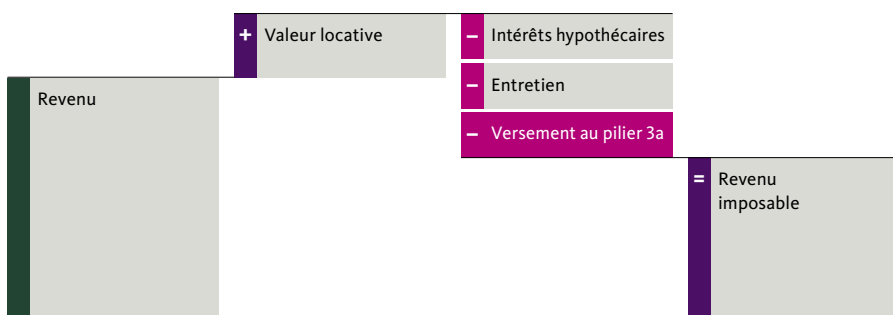 + Valeur locative
– Intérêts hypothécaires
– Entretien
– Versement au pilier 3a
Revenu
= Revenu
imposable